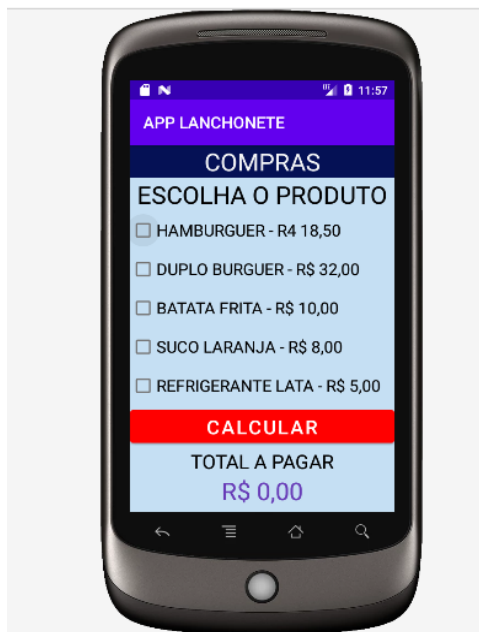 11:57
APP LANCHONETE
COMPRAS
ESCOLHA O PRODUTO
HAMBURGUER - R4 18,50
DUPLO BURGUER - R$ 32,00
BATATA FRITA - R$ 10,00
SUCO LARANJA - R$ 8,00
REFRIGERANTE LATA - R$ 5,00
CALCULAR
TOTAL A PAGAR
R$ 0,00